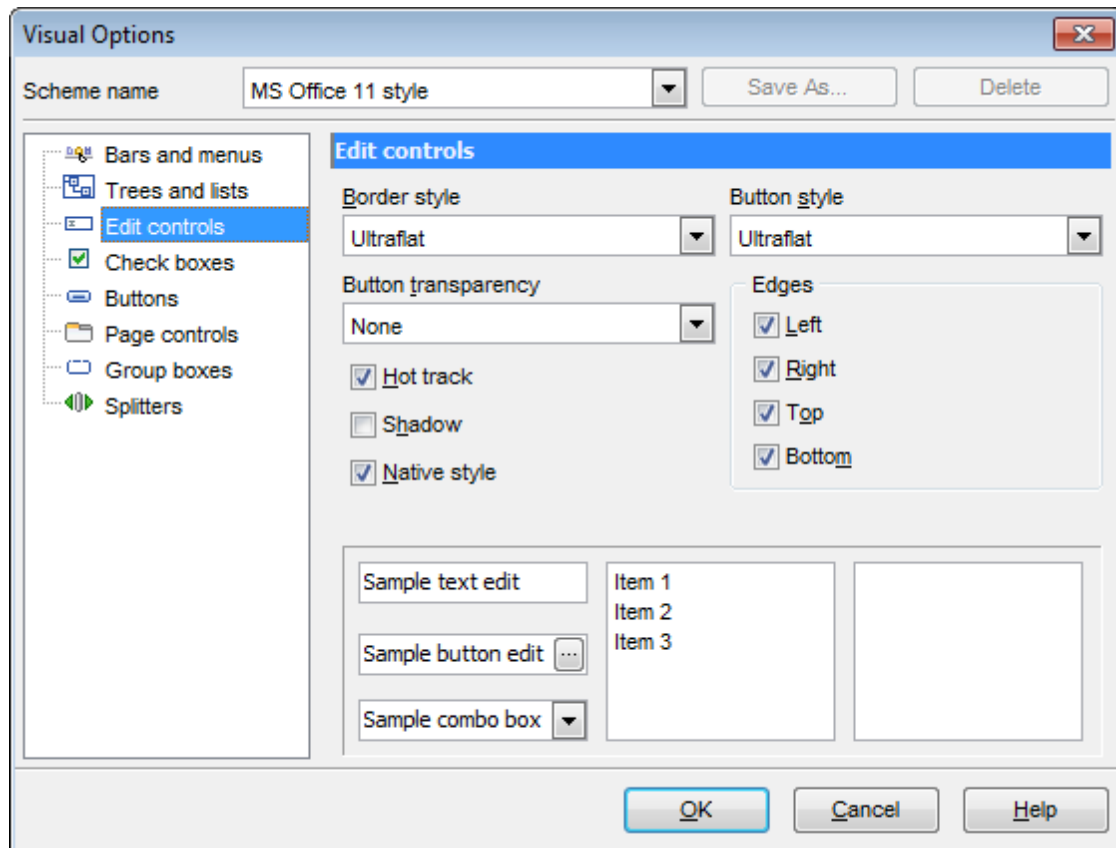 Visual Options
Scheme name MS Office 11 style Save As... Delete
Bars and menus
Trees and lists
Edit controls
Check boxes
Buttons
Page controls
Group boxes
Splitters
Edit controls
Border style Button style
Ultraflat Ultraflat
Button transparency
None
Hot track
Shadow
Native style
Edges
Left
Right
Top
Bottom
Sample text edit
Sample button edit ...
Sample combo box
Item 1
Item 2
Item 3
OK Cancel Help